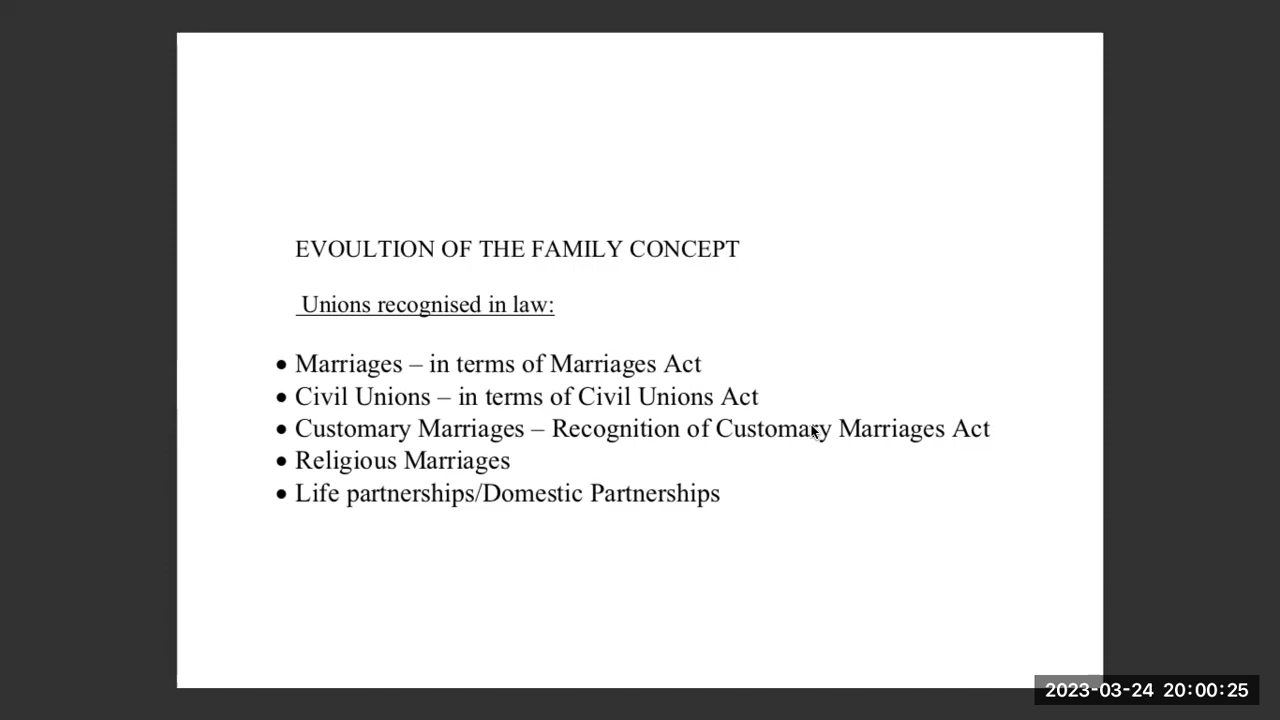 EVOULTION OF THE FAMILY CONCEPT
Unions recognised in law:
• Marriages – in terms of Marriages Act
• Civil Unions – in terms of Civil Unions Act
• Customary Marriages – Recognition of Customary Marriages Act
• Religious Marriages
• Life partnerships/Domestic Partnerships
2023-03-24 20:00:25